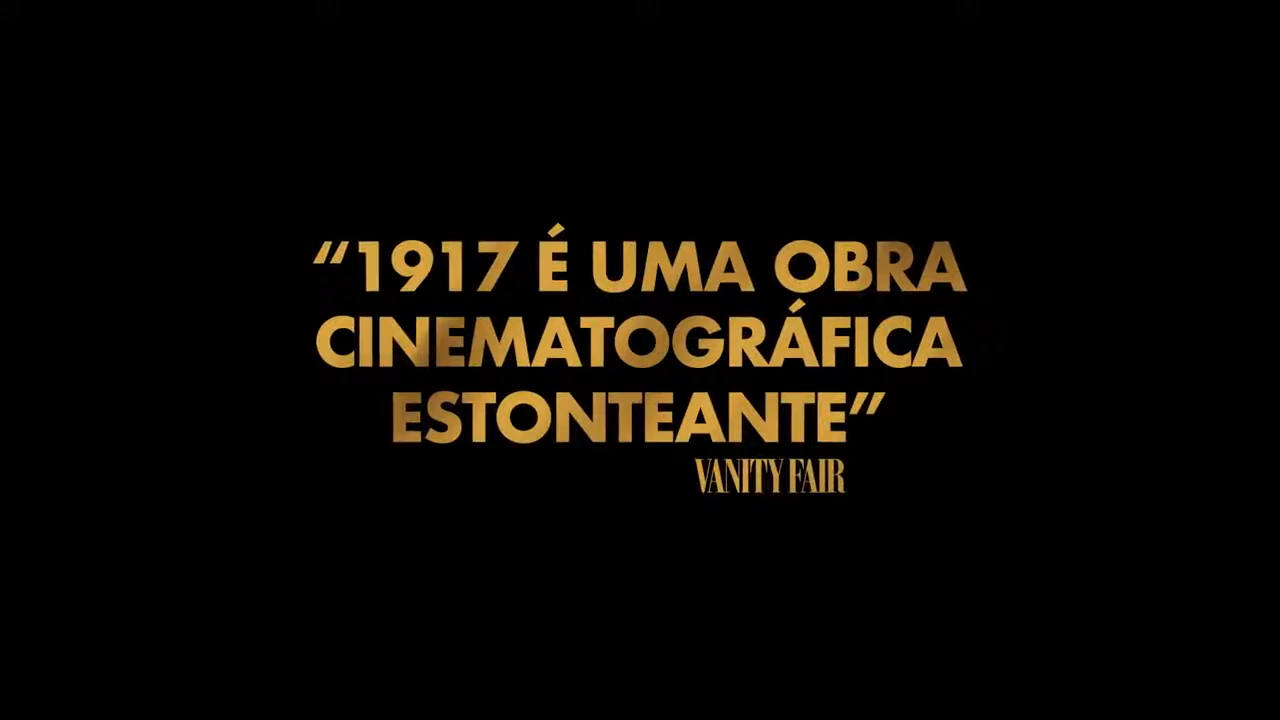 “1917 É UMA OBRA
CINEMATOGRÁFICA
ESTONTEANTE”
VANITY FAIR